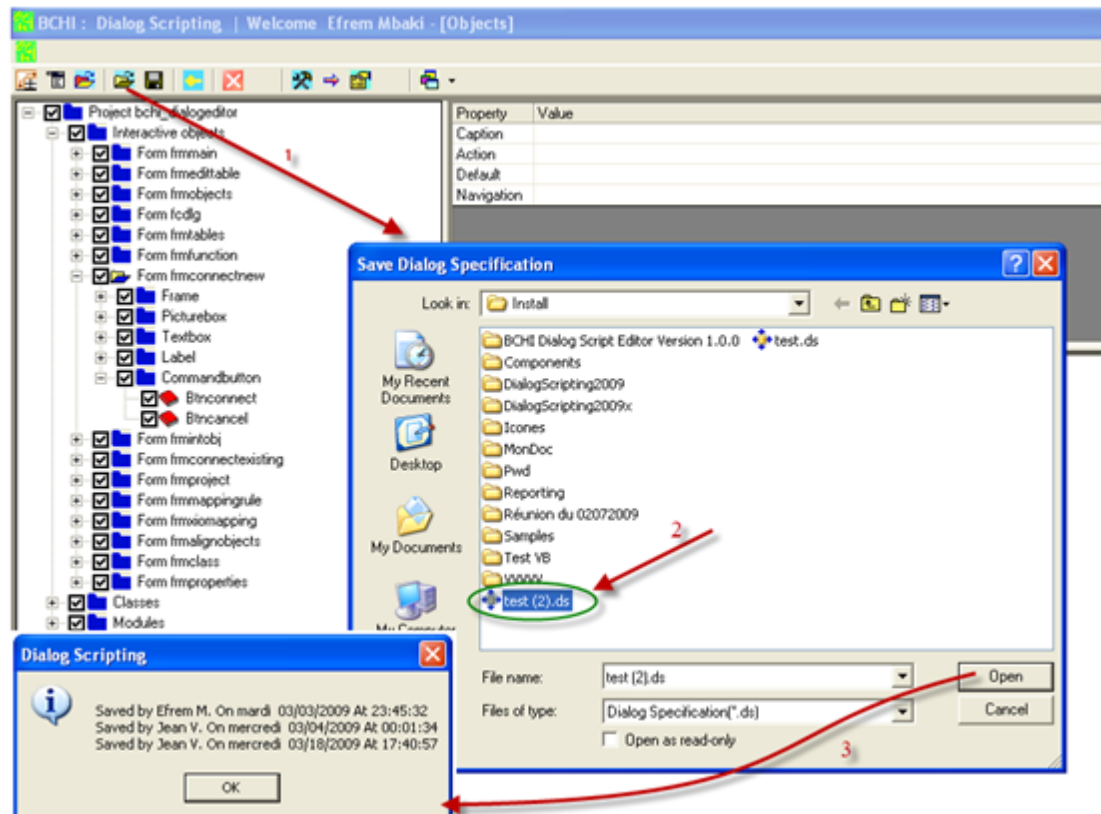 BCHI : Dialog Scripting | Welcome Efrem Mbaki - [Objects]
Project bchi_dialogeditor
Interactive objects
Form frmmain
Form frmedittable
Form frmobjects
Form fcdlg
Form frmtables
Form frmfunction
Form frmconnectnew
Frame
Picturebox
Textbox
Label
Commandbutton
Btnconnect
Btncancel
Form frmintobj
Form frmconnectexisting
Form frmproject
Form frmmappingrule
Form frmxiomapping
Form frmalignobjects
Form frmclass
Form frmproperties
Classes
Modules
Property Value
Caption
Action
Default
Navigation
1
Save Dialog Specification
Look in: Install
My Recent Documents
Desktop
My Documents
My Computer
BCHI Dialog Script Editor Version 1.0.0 test.ds
Components
DialogScripting2009
DialogScripting2009x
Icones
MonDoc
Pwd
Reporting
Réunion du 02072009
Samples
Test VB
test (2).ds
2
File name: test (2).ds Open
Files of type: Dialog Specification(*.ds) Cancel
Open as read-only
3
Dialog Scripting
Saved by Efrem M. On mardi 03/03/2009 At 23:45:32
Saved by Jean V. On mercredi 03/04/2009 At 00:01:34
Saved by Jean V. On mercredi 03/18/2009 At 17:40:57
OK